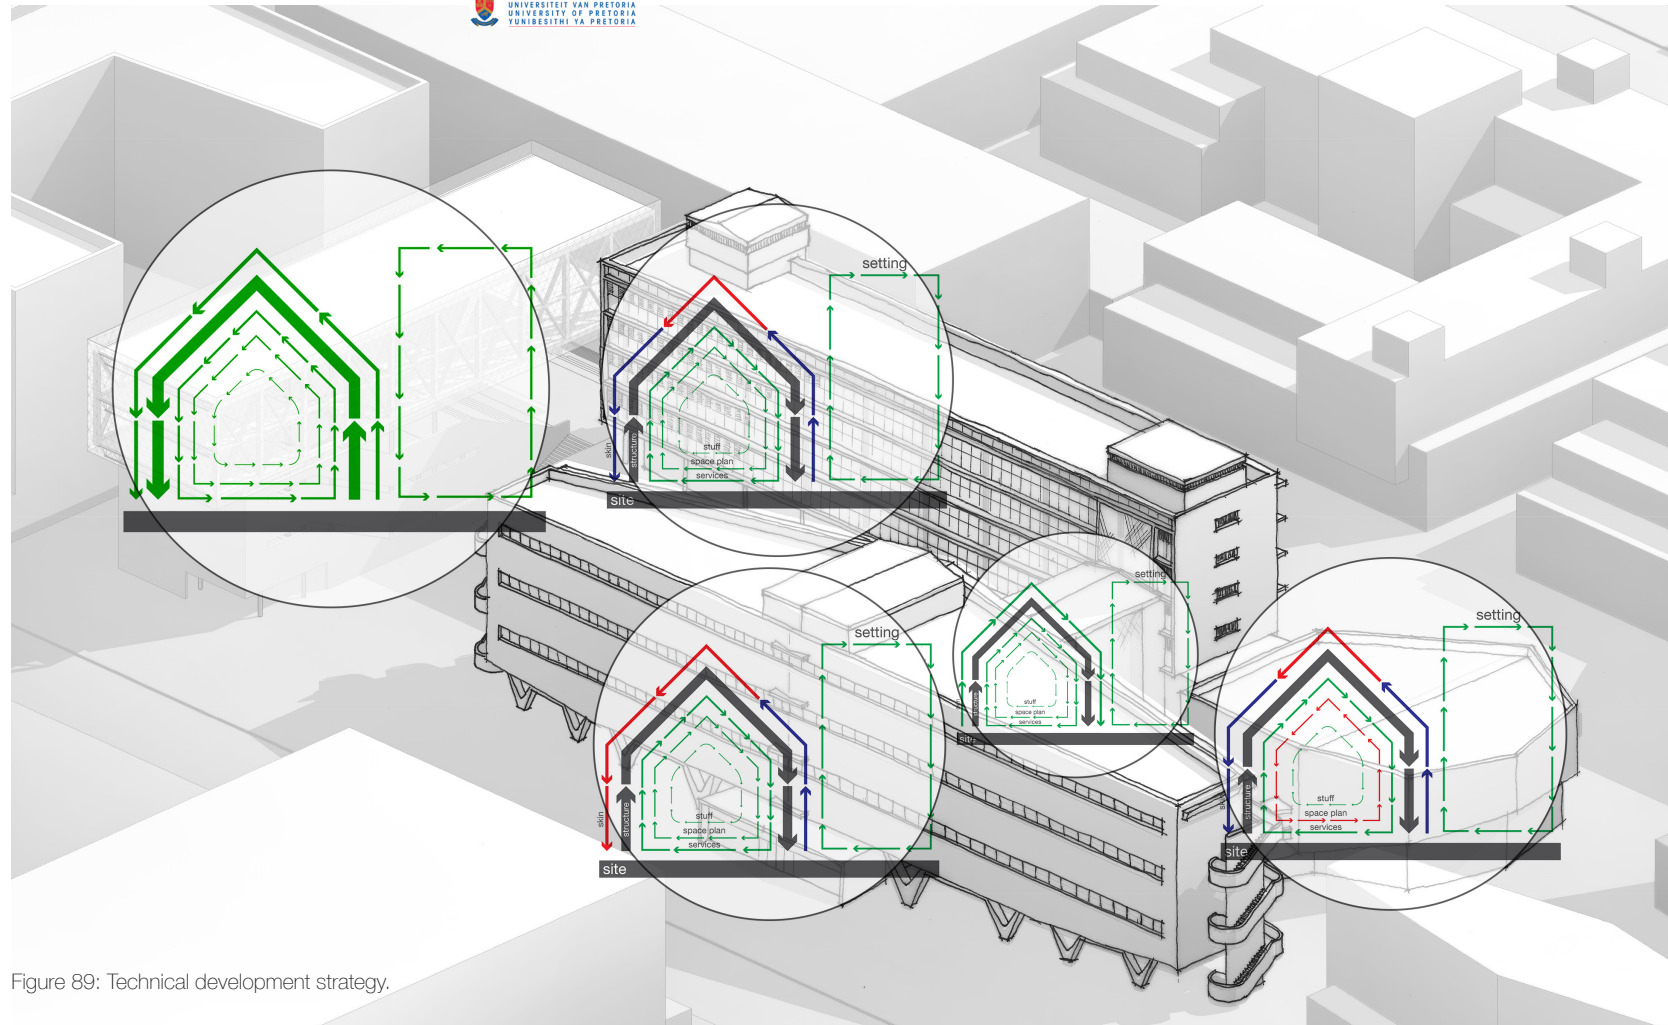 UNIVERSITEIT VAN PRETORIA
UNIVERSITY OF PRETORIA
YUNIBESITHI YA PRETORIA
setting
skin
structure
stuff
space plan
services
site
setting
stuff
space plan
services
site
setting
skin
structure
stuff
space plan
services
site
setting
structure
stuff
space plan
services
site
Figure 89: Technical development strategy.